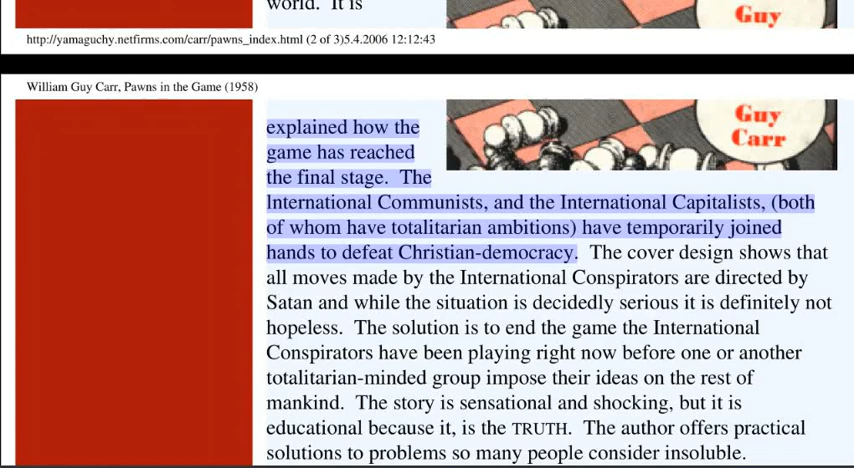 world.  It is
Guy
http://yamaguchy.netfirms.com/carr/pawns_index.html (2 of 3)5.4.2006 12:12:43
William Guy Carr, Pawns in the Game (1958)
explained how the
game has reached
the final stage.  The
International Communists, and the International Capitalists, (both
of whom have totalitarian ambitions) have temporarily joined
hands to defeat Christian-democracy.  The cover design shows that
all moves made by the International Conspirators are directed by
Satan and while the situation is decidedly serious it is definitely not
hopeless.  The solution is to end the game the International
Conspirators have been playing right now before one or another
totalitarian-minded group impose their ideas on the rest of
mankind.  The story is sensational and shocking, but it is
educational because it, is the TRUTH.  The author offers practical
solutions to problems so many people consider insoluble.
Guy
Carr